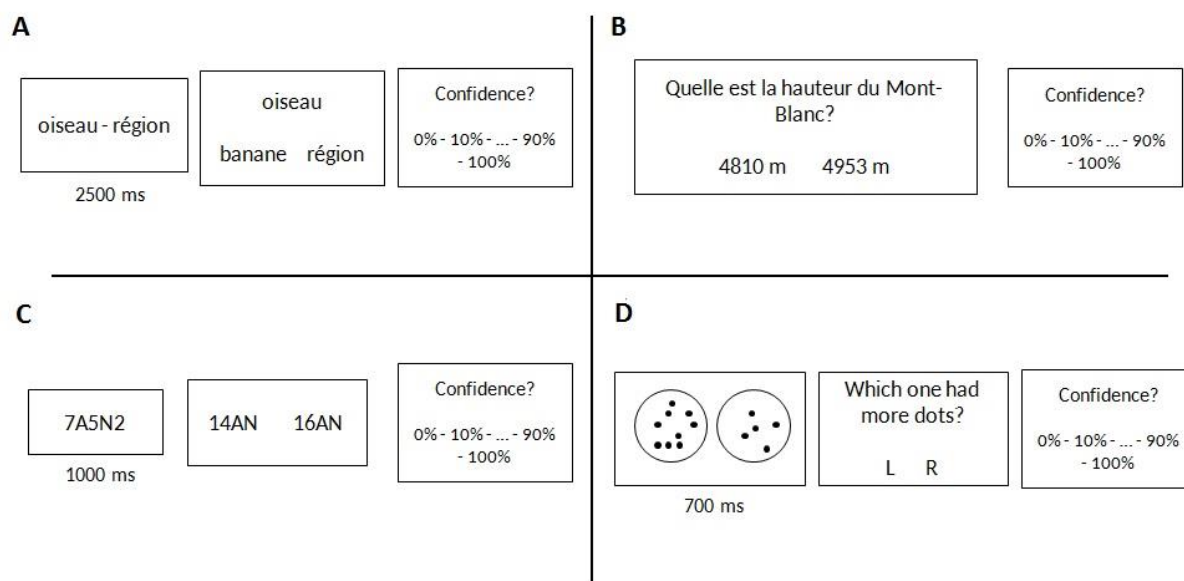 A
oiseau - région
2500 ms
oiseau
banane région
Confidence?
0% - 10% - ... - 90%
- 100%
B
Quelle est la hauteur du Mont-
Blanc?
4810 m 4953 m
Confidence?
0% - 10% - ... - 90%
- 100%
C
7A5N2
1000 ms
14AN 16AN
Confidence?
0% - 10% - ... - 90%
- 100%
D
700 ms
Which one had
more dots?
L R
Confidence?
0% - 10% - ... - 90%
- 100%